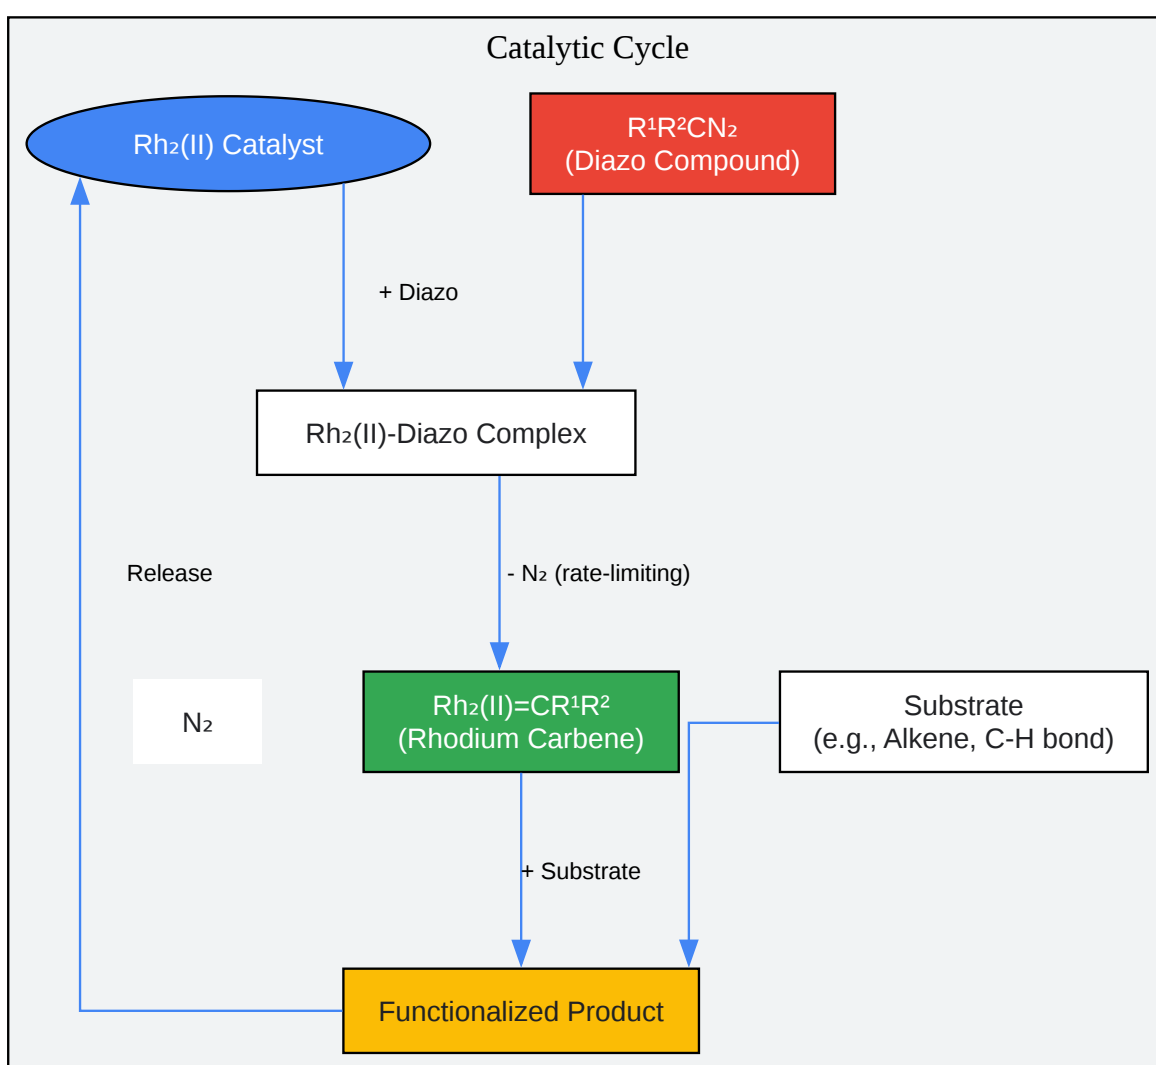 Catalytic Cycle
Rh₂(II) Catalyst
R¹R²CN₂
(Diazo Compound)
+ Diazo
Rh₂(II)-Diazo Complex
Release
- N₂ (rate-limiting)
N₂
Rh₂(II)=CR¹R²
(Rhodium Carbene)
Substrate
(e.g., Alkene, C-H bond)
+ Substrate
Functionalized Product